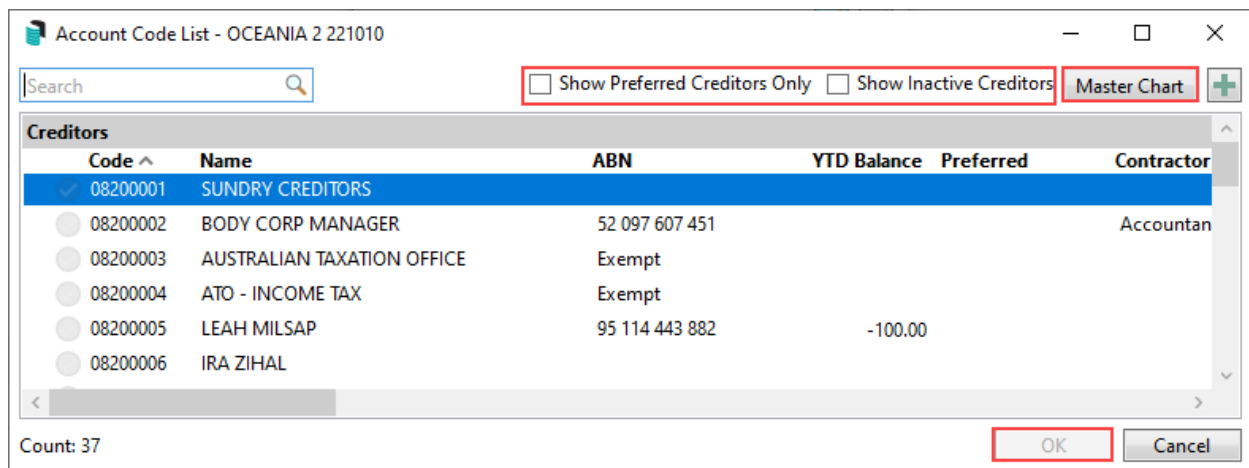 Account Code List - OCEANIA 2 221010
Search Show Preferred Creditors Only Show Inactive Creditors Master Chart
Creditors
Code Name ABN YTD Balance Preferred Contractor
08200001 SUNDRY CREDITORS
08200002 BODY CORP MANAGER 52 097 607 451 Accountan
08200003 AUSTRALIAN TAXATION OFFICE Exempt
08200004 ATO - INCOME TAX Exempt
08200005 LEAH MILSAP 95 114 443 882 -100.00
08200006 IRA ZIHAL
Count: 37 OK Cancel